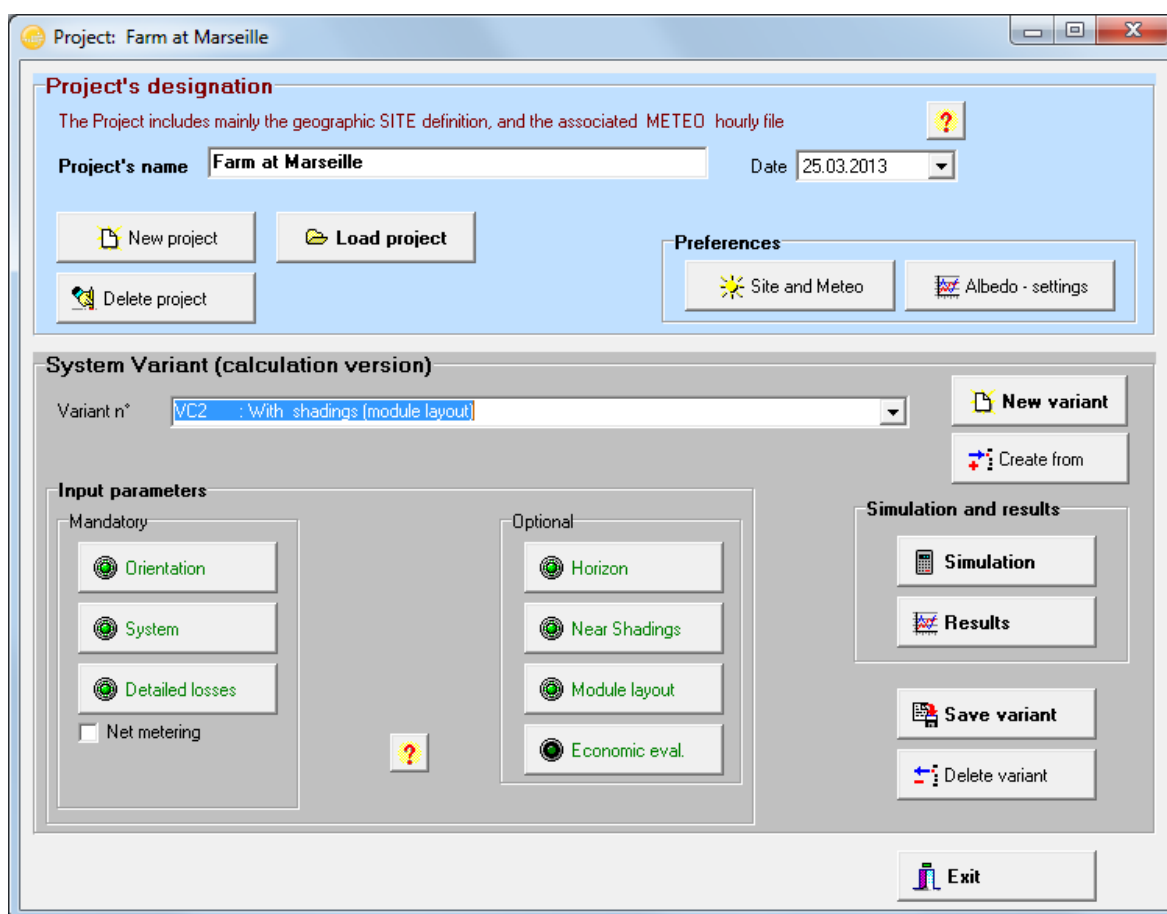 Project: Farm at Marseille
Project's designation
The Project includes mainly the geographic SITE definition, and the associated METEO hourly file
?
Project's name Farm at Marseille Date 25.03.2013
New project Load project
Preferences
Delete project Site and Meteo Albedo - settings
System Variant (calculation version)
Variant n° VC2 : With shadings (module layout) New variant
Create from
Input parameters
Mandatory Optional Simulation and results
Orientation Horizon Simulation
System Near Shadings Results
Detailed losses Module layout
Save variant
Net metering
? Economic eval.
Delete variant
Exit